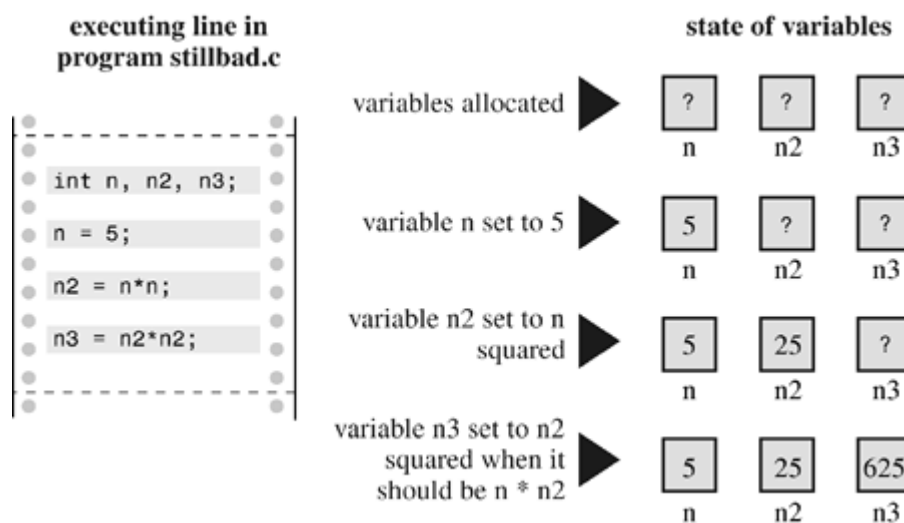 executing line in
program stillbad.c
int n, n2, n3;
n = 5;
n2 = n*n;
n3 = n2*n2;
state of variables
variables allocated
? ? ?
n n2 n3
variable n set to 5
5 ? ?
n n2 n3
variable n2 set to n
squared
5 25 ?
n n2 n3
variable n3 set to n2
squared when it
should be n * n2
5 25 625
n n2 n3